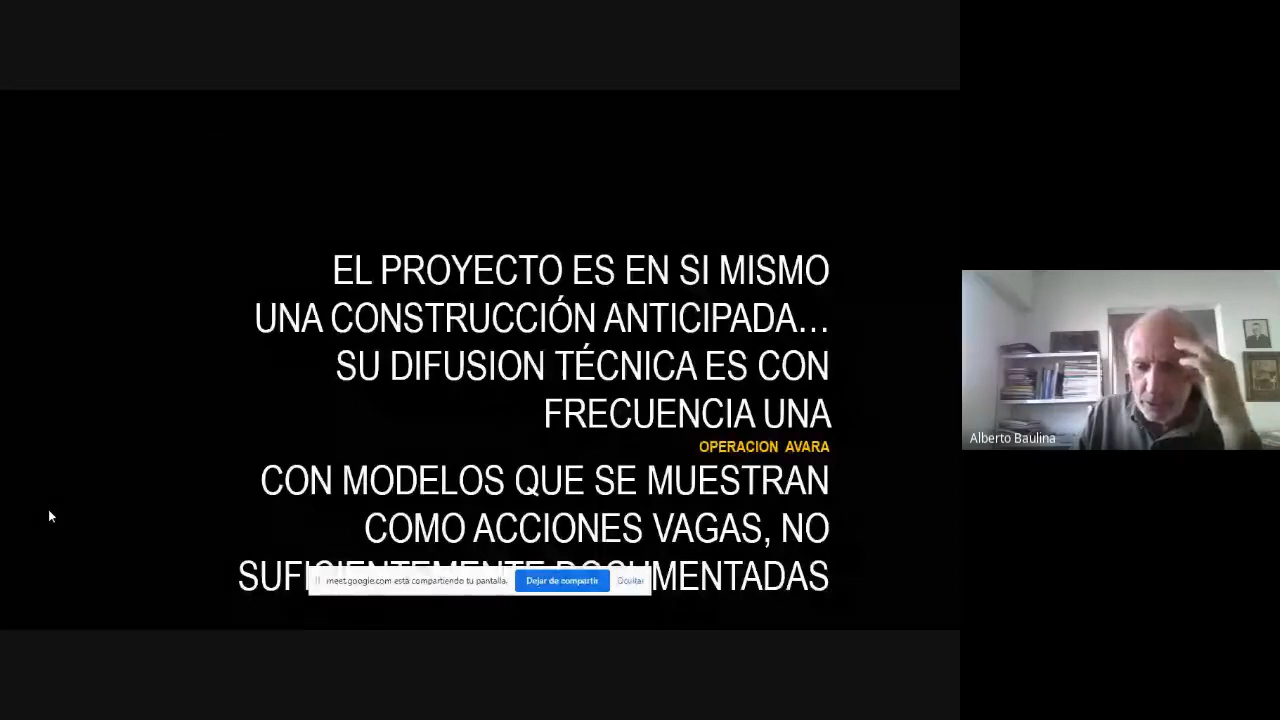 EL PROYECTO ES EN SI MISMO
UNA CONSTRUCCIÓN ANTICIPADA...
SU DIFUSION TÉCNICA ES CON
FRECUENCIA UNA
OPERACION AVARA
CON MODELOS QUE SE MUESTRAN
COMO ACCIONES VAGAS, NO
SUFICIENTEMENTE DOCUMENTADAS
meet.google.com está compartiendo tu pantalla.
Dejar de compartir
Ocultar
Alberto Baulina